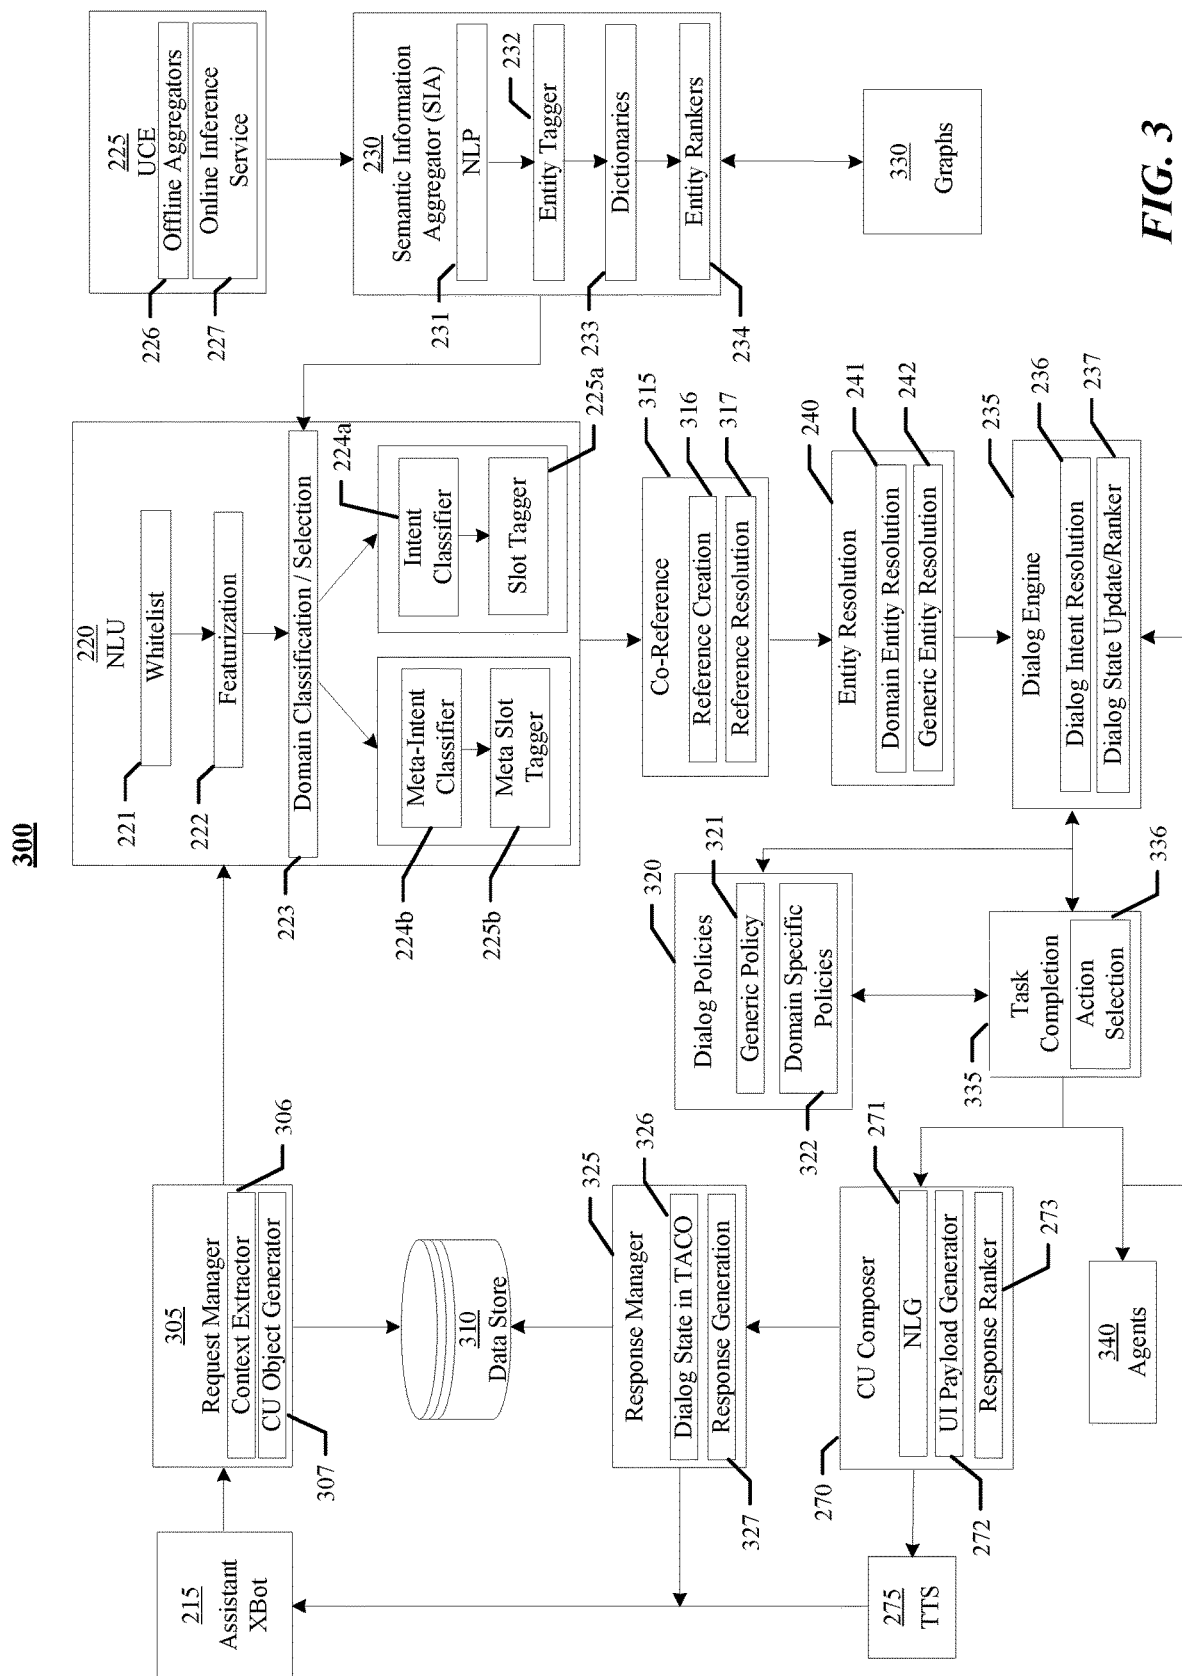 300
215
Assistant
XBot
305
Request Manager
Context Extractor
CU Object Generator
306
307
310
Data Store
220
NLU
Whitelist
221
Featurization
222
Domain Classification / Selection
223
Meta-Intent
Classifier
224b
Meta Slot
Tagger
225b
Intent
Classifier
224a
Slot Tagger
225a
225
UCE
Offline Aggregators
226
Online Inference
Service
227
230
Semantic Information
Aggregator (SIA)
NLP
231
Entity Tagger
232
Dictionaries
233
Entity Rankers
234
330
Graphs
Co-Reference
315
Reference Creation
316
Reference Resolution
317
Entity Resolution
240
Domain Entity Resolution
241
Generic Entity Resolution
242
Dialog Engine
235
Dialog Intent Resolution
236
Dialog State Update/Ranker
237
Dialog Policies
320
Generic Policy
321
Domain Specific
Policies
322
Task
Completion
335
Action
Selection
336
Response Manager
325
Dialog State in TACO
326
Response Generation
327
CU Composer
270
NLG
271
UI Payload Generator
272
Response Ranker
273
275
TTS
340
Agents
FIG. 3